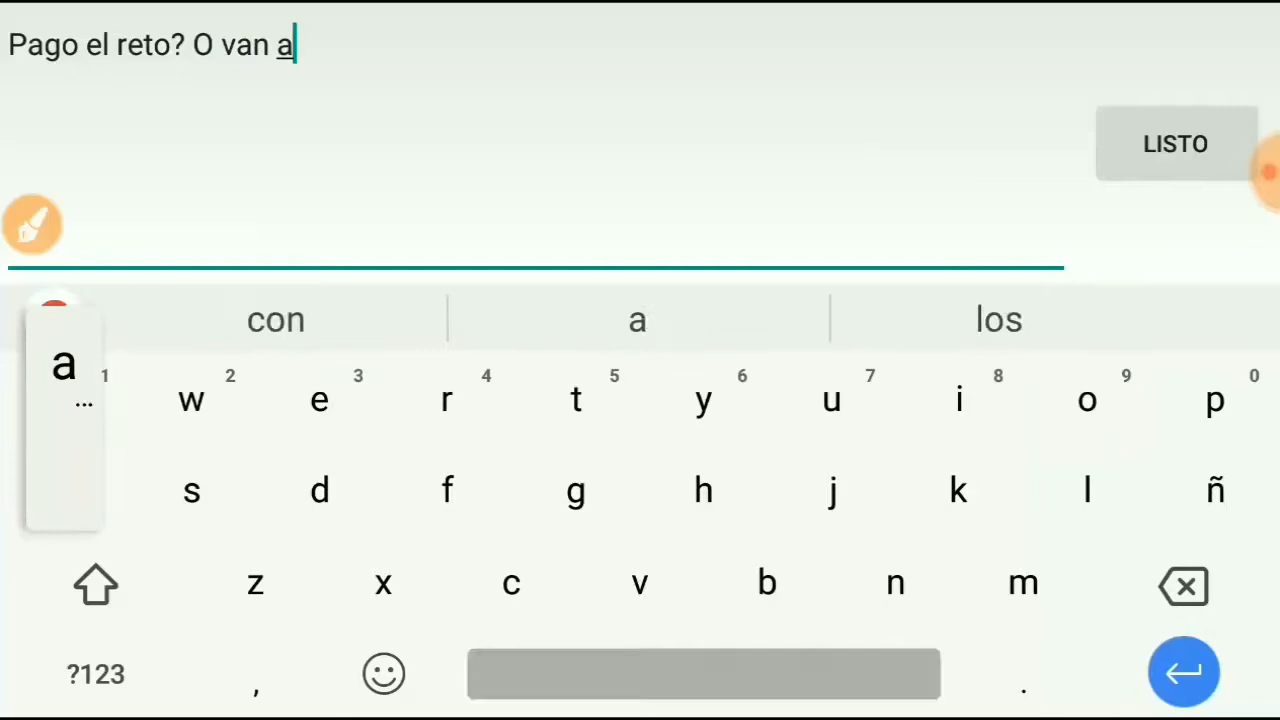 Pago el reto? O van a
LISTO
con a los
a
1 2 3 4 5 6 7 8 9 0
... w e r t y u i o p
s d f g h j k l ñ
z x c v b n m
?123 , .